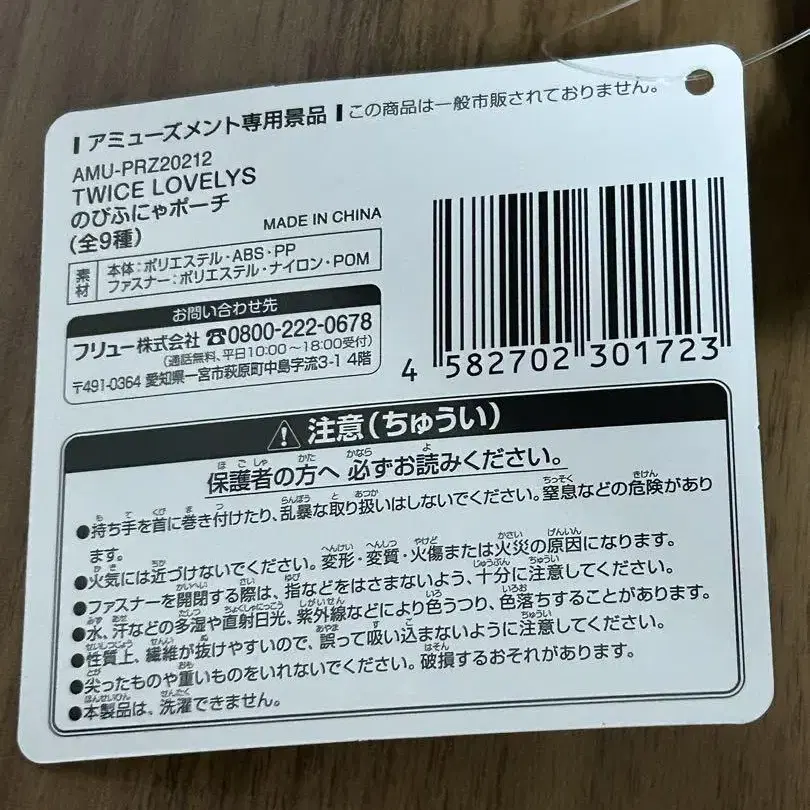 アミューズメント専用景品 この商品は一般市販されておりません。
AMU-PRZ20212
TWICE LOVELYS
のびふにゃポーチ
(全9種)
MADE IN CHINA
素材
本体:ポリエステル・ABS・PP
ファスナー:ポリエステル・ナイロン・POM
お問い合わせ先
フリュー株式会社 ☎0800-222-0678
(通話無料、平日10:00~18:00受付)
〒491-0364 愛知県一宮市萩原町中島字流3-1 4階
4 582702 301723
⚠注意(ちゅうい)
保護者の方へ 必ずお読みください。
●持ち手を首に巻き付けたり、乱暴な取り扱いはしないでください。窒息などの危険があり
ます。
●火気には近づけないでください。変形・変質・火傷または火災の原因になります。
●ファスナーを開閉する際は、指などをはさまないよう、十分に注意してください。
●水、汗などの多湿や直射日光、紫外線などにより色うつり、色落ちすることがあります。
●性質上、繊維が抜けやすいので、誤って吸い込まないように注意してください。
●尖ったものや重いものをいれないでください。破損するおそれがあります。
●本製品は、洗濯できません。